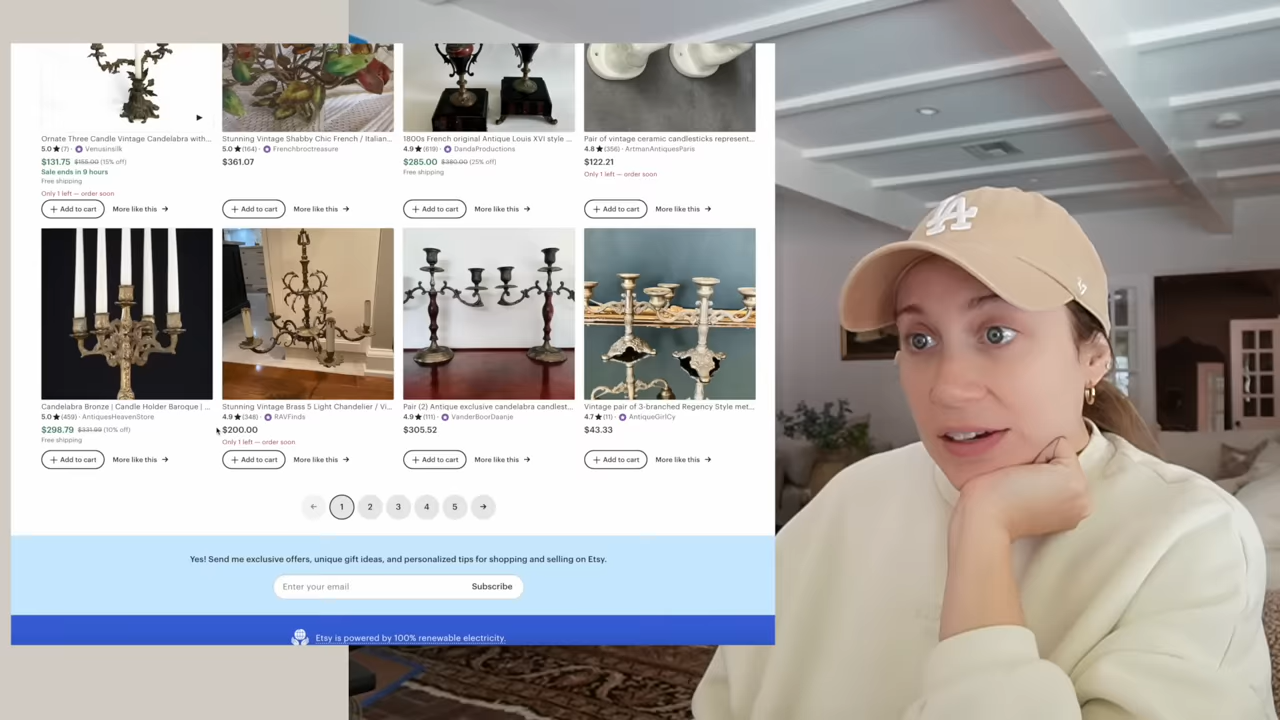 Ornate Three Candle Vintage Candelabra with...
5.0 ★ (7) · Venusinsilk
$131.75 $155.00 (15% off)
Sale ends in 9 hours
Free shipping
Only 1 left — order soon
+ Add to cart More like this →
Stunning Vintage Shabby Chic French / Italian...
5.0 ★ (164) · Frenchbroctreasure
$361.07
+ Add to cart More like this →
1800s French original Antique Louis XVI style ...
4.9 ★ (619) · DandaProductions
$285.00 $380.00 (25% off)
Free shipping
+ Add to cart More like this →
Pair of vintage ceramic candlesticks represent...
4.8 ★ (356) · ArtmanAntiquesParis
$122.21
Only 1 left — order soon
+ Add to cart More like this →
Candelabra Bronze | Candle Holder Baroque | ...
5.0 ★ (459) · AntiquesHeavenStore
$298.79 $331.99 (10% off)
Free shipping
+ Add to cart More like this →
Stunning Vintage Brass 5 Light Chandelier / Vi...
4.9 ★ (348) · RAVFinds
$200.00
Only 1 left — order soon
+ Add to cart More like this →
Pair (2) Antique exclusive candelabra candlest...
4.9 ★ (111) · VanderBoorDaanje
$305.52
+ Add to cart More like this →
Vintage pair of 3-branched Regency Style met...
4.7 ★ (11) · AntiqueGirlCy
$43.33
+ Add to cart More like this →
← 1 2 3 4 5 →
Yes! Send me exclusive offers, unique gift ideas, and personalized tips for shopping and selling on Etsy.
Enter your email Subscribe
Etsy is powered by 100% renewable electricity.
LA